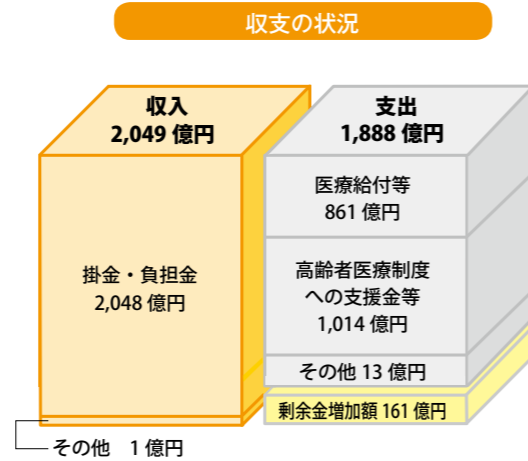 収支の状況
収入
2,049 億円
掛金・負担金
2,048 億円
その他 1 億円
支出
1,888 億円
医療給付等
861 億円
高齢者医療制度
への支援金等
1,014 億円
その他 13 億円
剰余金増加額 161 億円